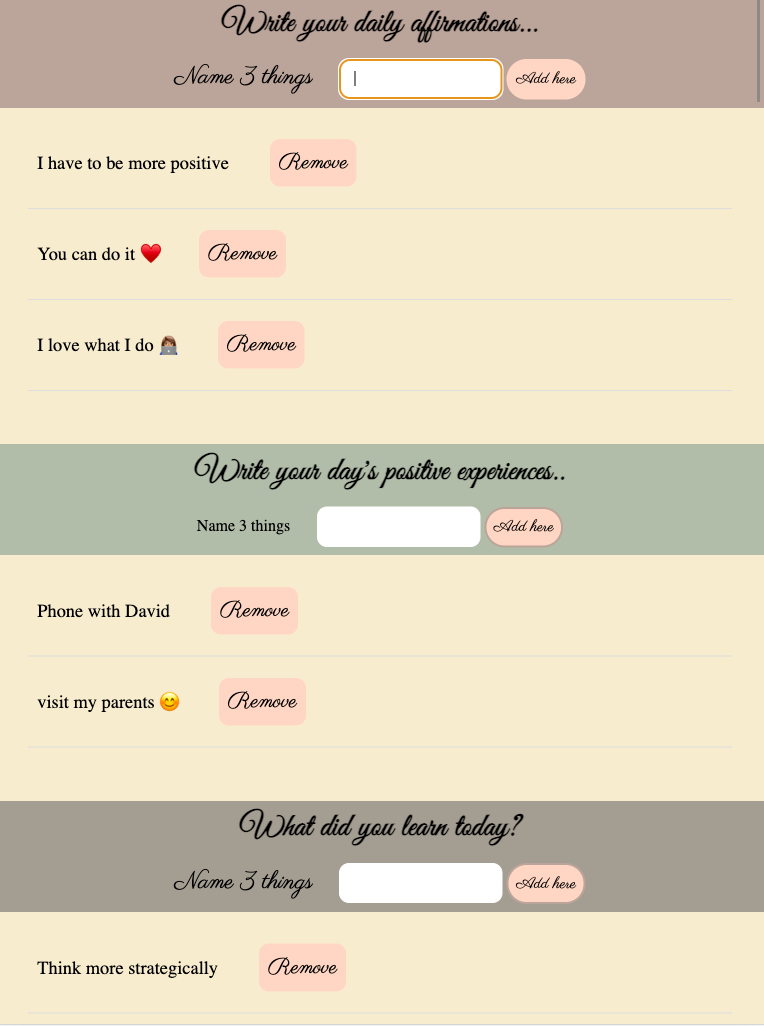 Write your daily affirmations...
Name 3 things Add here
I have to be more positive Remove
You can do it ❤️ Remove
I love what I do 👩🏽‍💻 Remove
Write your day's positive experiences..
Name 3 things Add here
Phone with David Remove
visit my parents 😊 Remove
What did you learn today?
Name 3 things Add here
Think more strategically Remove